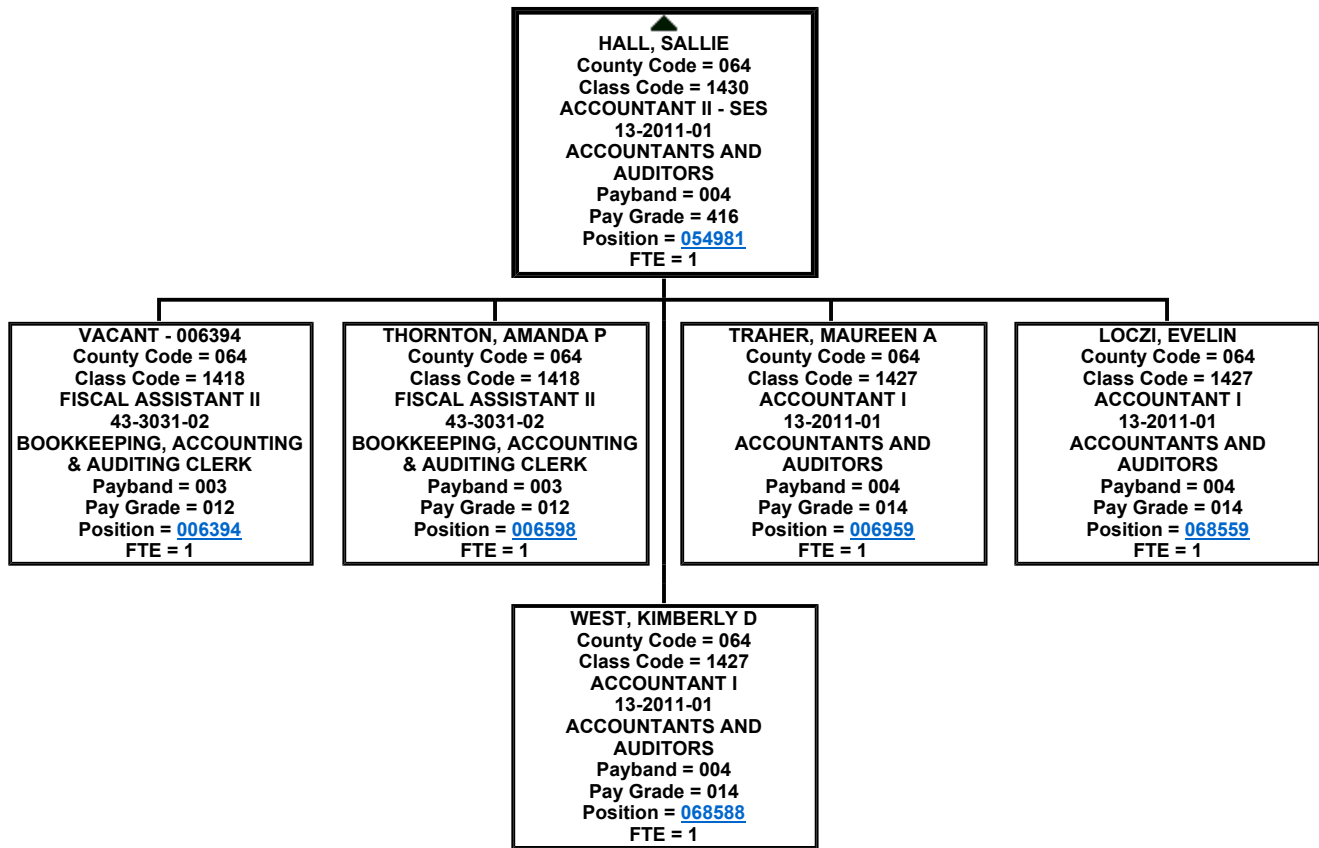 HALL, SALLIE
County Code = 064
Class Code = 1430
ACCOUNTANT II - SES
13-2011-01
ACCOUNTANTS AND
AUDITORS
Payband = 004
Pay Grade = 416
Position = 054981
FTE = 1
VACANT - 006394
County Code = 064
Class Code = 1418
FISCAL ASSISTANT II
43-3031-02
BOOKKEEPING, ACCOUNTING
& AUDITING CLERK
Payband = 003
Pay Grade = 012
Position = 006394
FTE = 1
THORNTON, AMANDA P
County Code = 064
Class Code = 1418
FISCAL ASSISTANT II
43-3031-02
BOOKKEEPING, ACCOUNTING
& AUDITING CLERK
Payband = 003
Pay Grade = 012
Position = 006598
FTE = 1
TRAHER, MAUREEN A
County Code = 064
Class Code = 1427
ACCOUNTANT I
13-2011-01
ACCOUNTANTS AND
AUDITORS
Payband = 004
Pay Grade = 014
Position = 006959
FTE = 1
LOCZI, EVELIN
County Code = 064
Class Code = 1427
ACCOUNTANT I
13-2011-01
ACCOUNTANTS AND
AUDITORS
Payband = 004
Pay Grade = 014
Position = 068559
FTE = 1
WEST, KIMBERLY D
County Code = 064
Class Code = 1427
ACCOUNTANT I
13-2011-01
ACCOUNTANTS AND
AUDITORS
Payband = 004
Pay Grade = 014
Position = 068588
FTE = 1